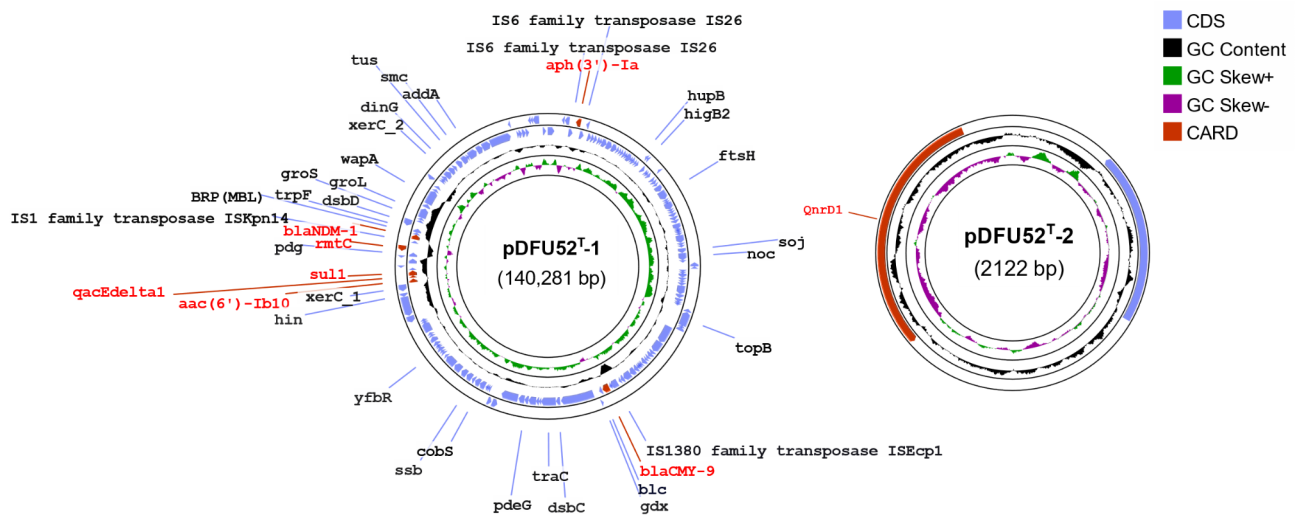 IS6 family transposase IS26
IS6 family transposase IS26
aph(3')-Ia
tus
smc
addA
dinG
xerC_2
wapA
groS
groL
BRP(MBL)
trpF
dsbD
IS1 family transposase ISKpn14
blaNDM-1
rmtC
pdg
sul1
qacEdelta1
aac(6')-Ib10
xerC_1
hin
yfbR
cobS
ssb
pdeG
traC
dsbC
gdx
blc
blaCMY-9
IS1380 family transposase ISEcp1
topB
noc
soj
ftsH
higB2
hupB
pDFU52ᵀ-1
(140,281 bp)
QnrD1
pDFU52ᵀ-2
(2122 bp)
CDS
GC Content
GC Skew+
GC Skew-
CARD